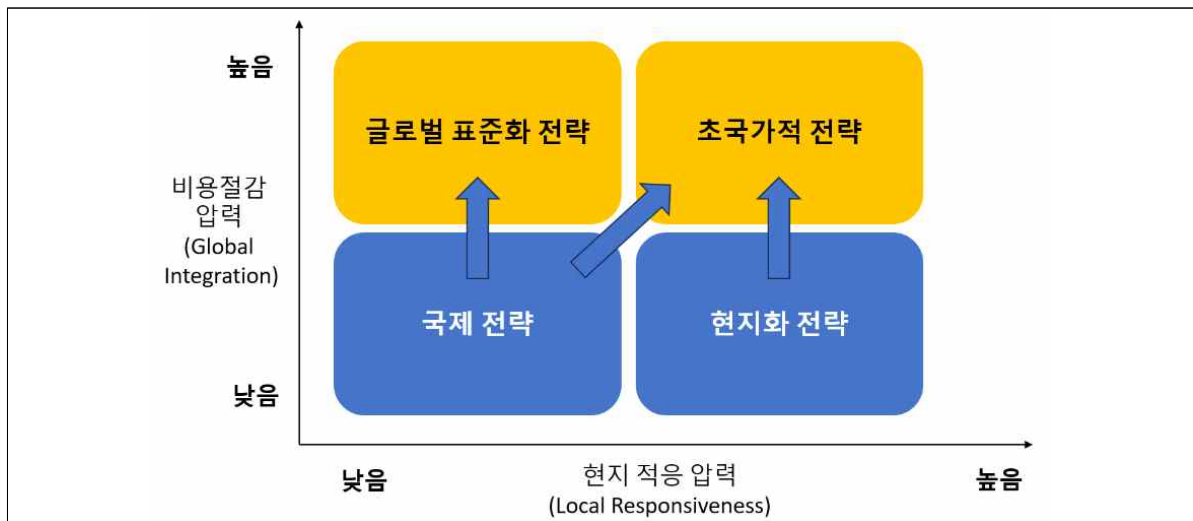 높음
글로벌 표준화 전략
초국가적 전략
비용절감
압력
(Global
Integration)
국제 전략
현지화 전략
낮음
낮음
현지 적응 압력
(Local Responsiveness)
높음